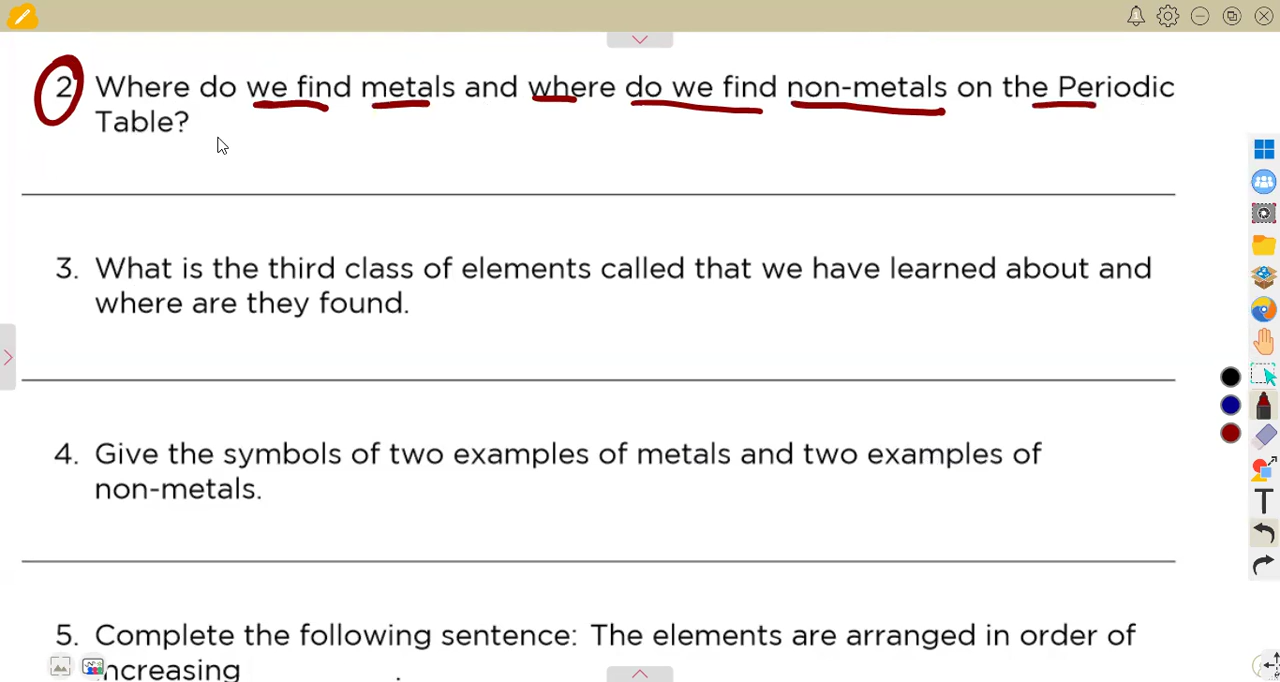 2 Where do we find metals and where do we find non-metals on the Periodic
Table?
3. What is the third class of elements called that we have learned about and
where are they found.
4. Give the symbols of two examples of metals and two examples of
non-metals.
5. Complete the following sentence: The elements are arranged in order of
increasing .
T